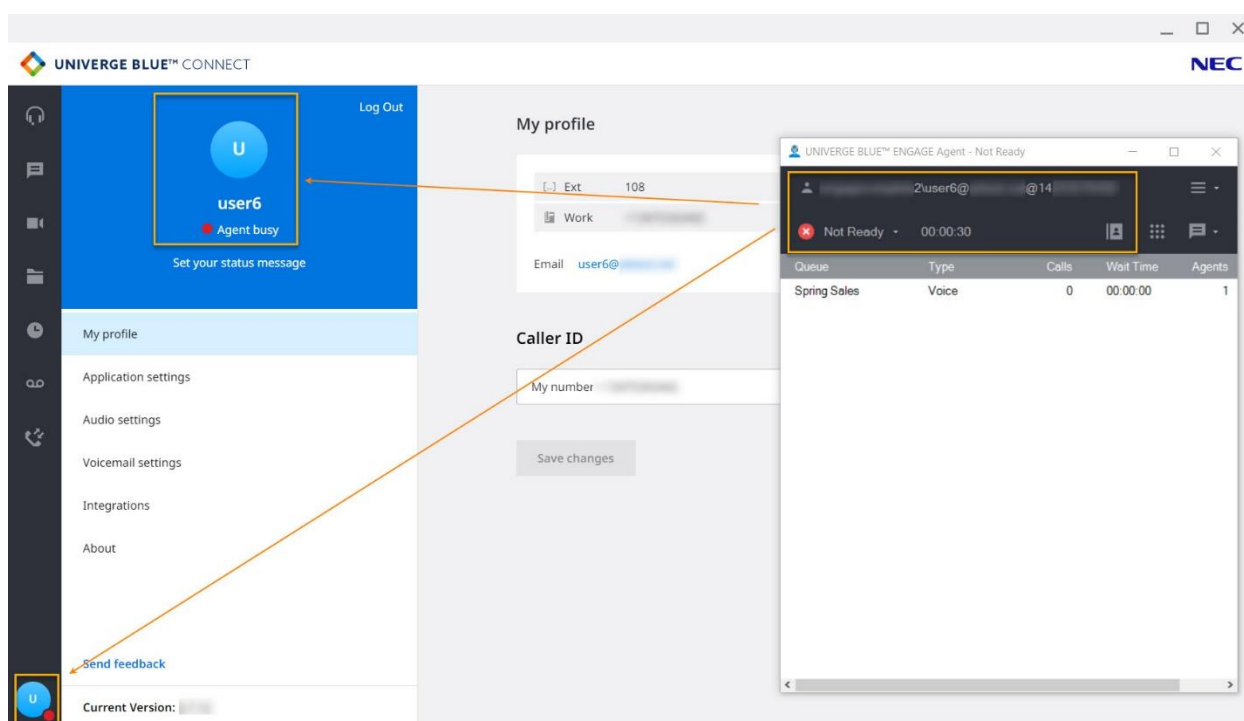 UNIVERGE BLUE™ CONNECT
NEC
Log Out
U
user6
Agent busy
Set your status message
My profile
Application settings
Audio settings
Voicemail settings
Integrations
About
Send feedback
Current Version:
U
My profile
[..] Ext 108
Work
Email user6@
Caller ID
My number
Save changes
UNIVERGE BLUE™ ENGAGE Agent - Not Ready
2\user6@ @14
Not Ready 00:00:30
Queue Type Calls Wait Time Agents
Spring Sales Voice 0 00:00:00 1